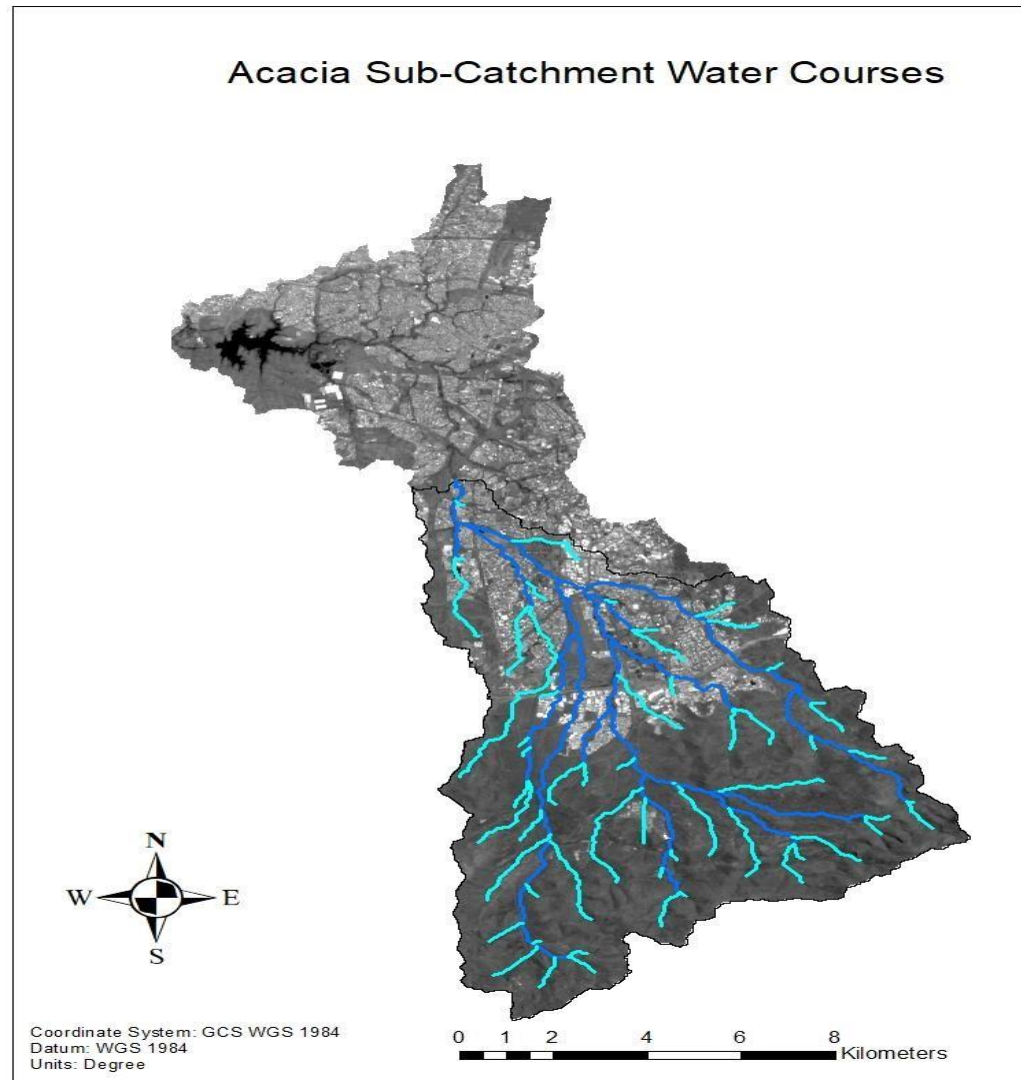 Acacia Sub-Catchment Water Courses
N
W E
S
Coordinate System: GCS WGS 1984
Datum: WGS 1984
Units: Degree
0 1 2 4 6 8
Kilometers